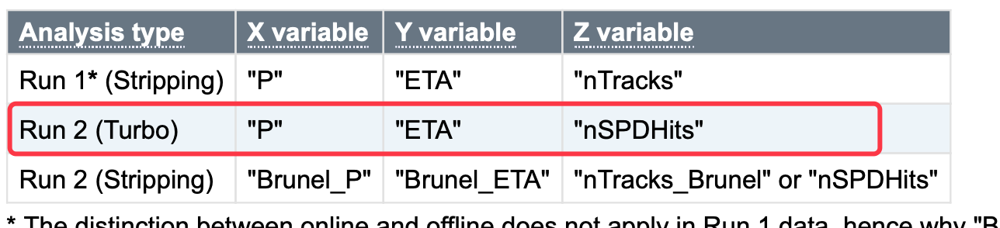 Analysis type X variable Y variable Z variable
Run 1* (Stripping) "P" "ETA" "nTracks"
Run 2 (Turbo) "P" "ETA" "nSPDHits"
Run 2 (Stripping) "Brunel_P" "Brunel_ETA" "nTracks_Brunel" or "nSPDHits"
* The distinction between online and offline does not apply in Run 1 data, hence why "B